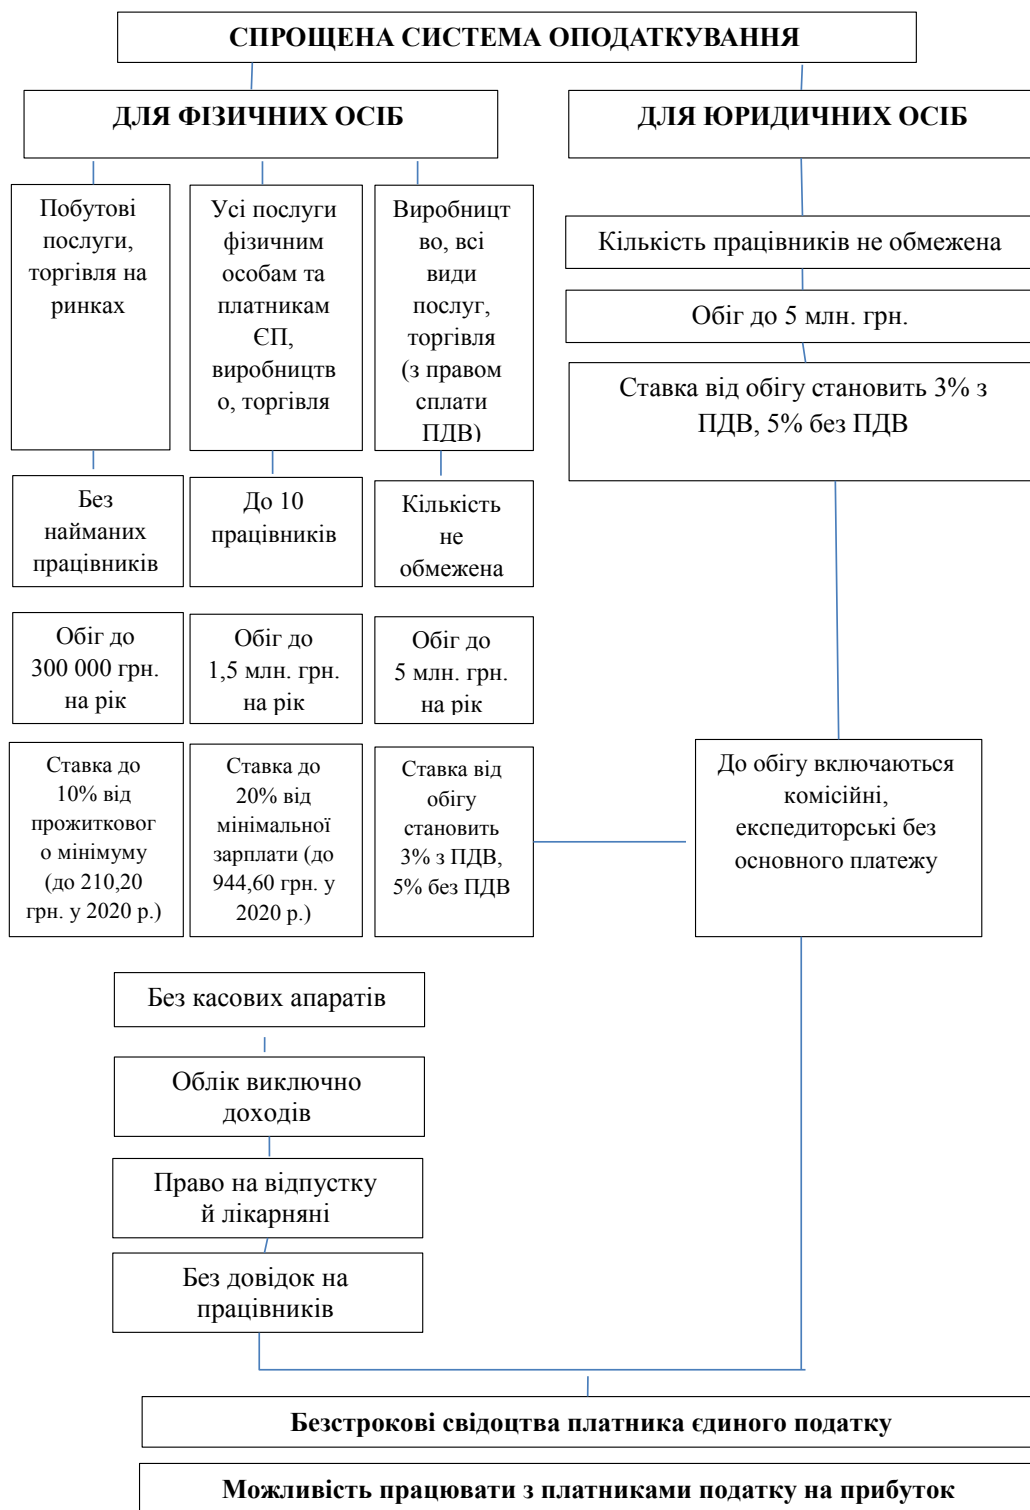 СПРОЩЕНА СИСТЕМА ОПОДАТКУВАННЯ
ДЛЯ ФІЗИЧНИХ ОСІБ
ДЛЯ ЮРИДИЧНИХ ОСІБ
Побутові
послуги,
торгівля на
ринках
Усі послуги
фізичним
особам та
платникам
ЄП,
виробництв
о, торгівля
Виробницт
во, всі
види
послуг,
торгівля
(з правом
сплати
ПДВ)
Кількість працівників не обмежена
Обіг до 5 млн. грн.
Ставка від обігу становить 3% з
ПДВ, 5% без ПДВ
Без
найманих
працівників
До 10
працівників
Кількість
не
обмежена
Обіг до
300 000 грн.
на рік
Обіг до
1,5 млн. грн.
на рік
Обіг до
5 млн. грн.
на рік
Ставка до
10% від
прожитковог
о мінімуму
(до 210,20
грн. у 2020 р.)
Ставка до
20% від
мінімальної
зарплати (до
944,60 грн. у
2020 р.)
Ставка від
обігу
становить
3% з ПДВ,
5% без ПДВ
До обігу включаються
комісійні,
експедиторські без
основного платежу
Без касових апаратів
Облік виключно
доходів
Право на відпустку
й лікарняні
Без довідок на
працівників
Безстрокові свідоцтва платника єдиного податку
Можливість працювати з платниками податку на прибуток